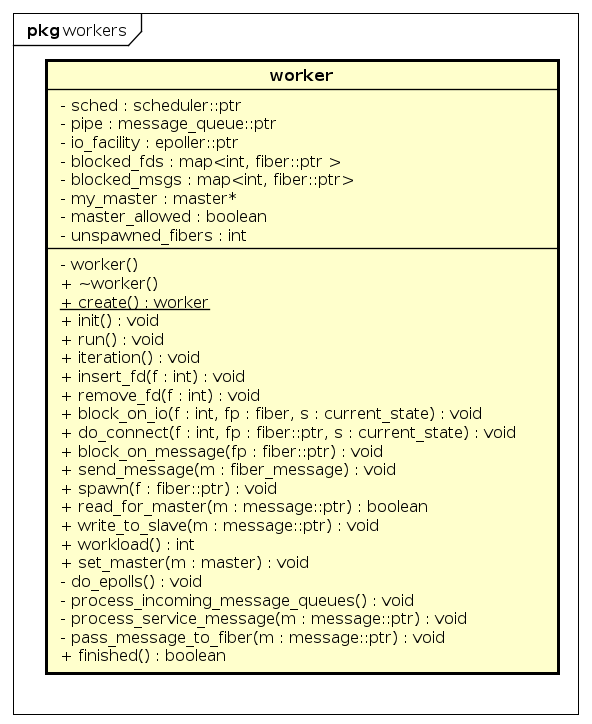 pkg workers
worker
- sched : scheduler::ptr
- pipe : message_queue::ptr
- io_facility : epoller::ptr
- blocked_fds : map<int, fiber::ptr >
- blocked_msgs : map<int, fiber::ptr>
- my_master : master*
- master_allowed : boolean
- unspawned_fibers : int
- worker()
+ ~worker()
+ create() : worker
+ init() : void
+ run() : void
+ iteration() : void
+ insert_fd(f : int) : void
+ remove_fd(f : int) : void
+ block_on_io(f : int, fp : fiber, s : current_state) : void
+ do_connect(f : int, fp : fiber::ptr, s : current_state) : void
+ block_on_message(fp : fiber::ptr) : void
+ send_message(m : fiber_message) : void
+ spawn(f : fiber::ptr) : void
+ read_for_master(m : message::ptr) : boolean
+ write_to_slave(m : message::ptr) : void
+ workload() : int
+ set_master(m : master) : void
- do_epolls() : void
- process_incoming_message_queues() : void
- process_service_message(m : message::ptr) : void
- pass_message_to_fiber(m : message::ptr) : void
+ finished() : boolean